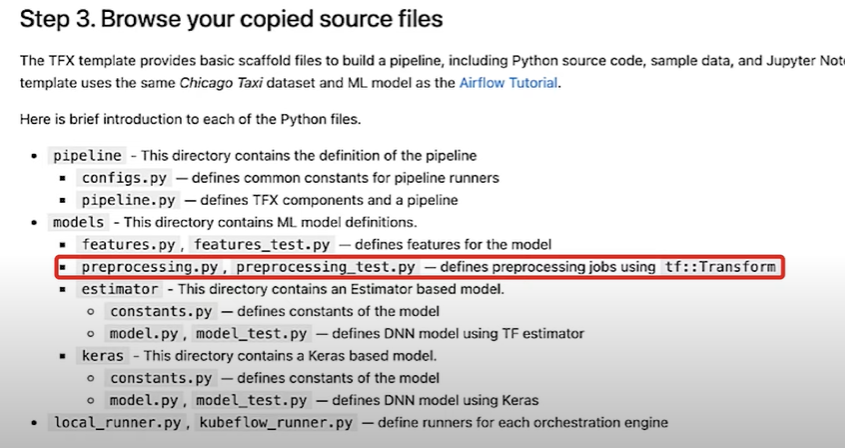 Step 3. Browse your copied source files
The TFX template provides basic scaffold files to build a pipeline, including Python source code, sample data, and Jupyter Not
template uses the same Chicago Taxi dataset and ML model as the Airflow Tutorial.
Here is brief introduction to each of the Python files.
• pipeline - This directory contains the definition of the pipeline
▪ configs.py — defines common constants for pipeline runners
▪ pipeline.py — defines TFX components and a pipeline
• models - This directory contains ML model definitions.
▪ features.py, features_test.py — defines features for the model
▪ preprocessing.py, preprocessing_test.py — defines preprocessing jobs using tf::Transform
▪ estimator - This directory contains an Estimator based model.
○ constants.py — defines constants of the model
○ model.py, model_test.py — defines DNN model using TF estimator
▪ keras - This directory contains a Keras based model.
○ constants.py — defines constants of the model
○ model.py, model_test.py — defines DNN model using Keras
• local_runner.py, kubeflow_runner.py — define runners for each orchestration engine